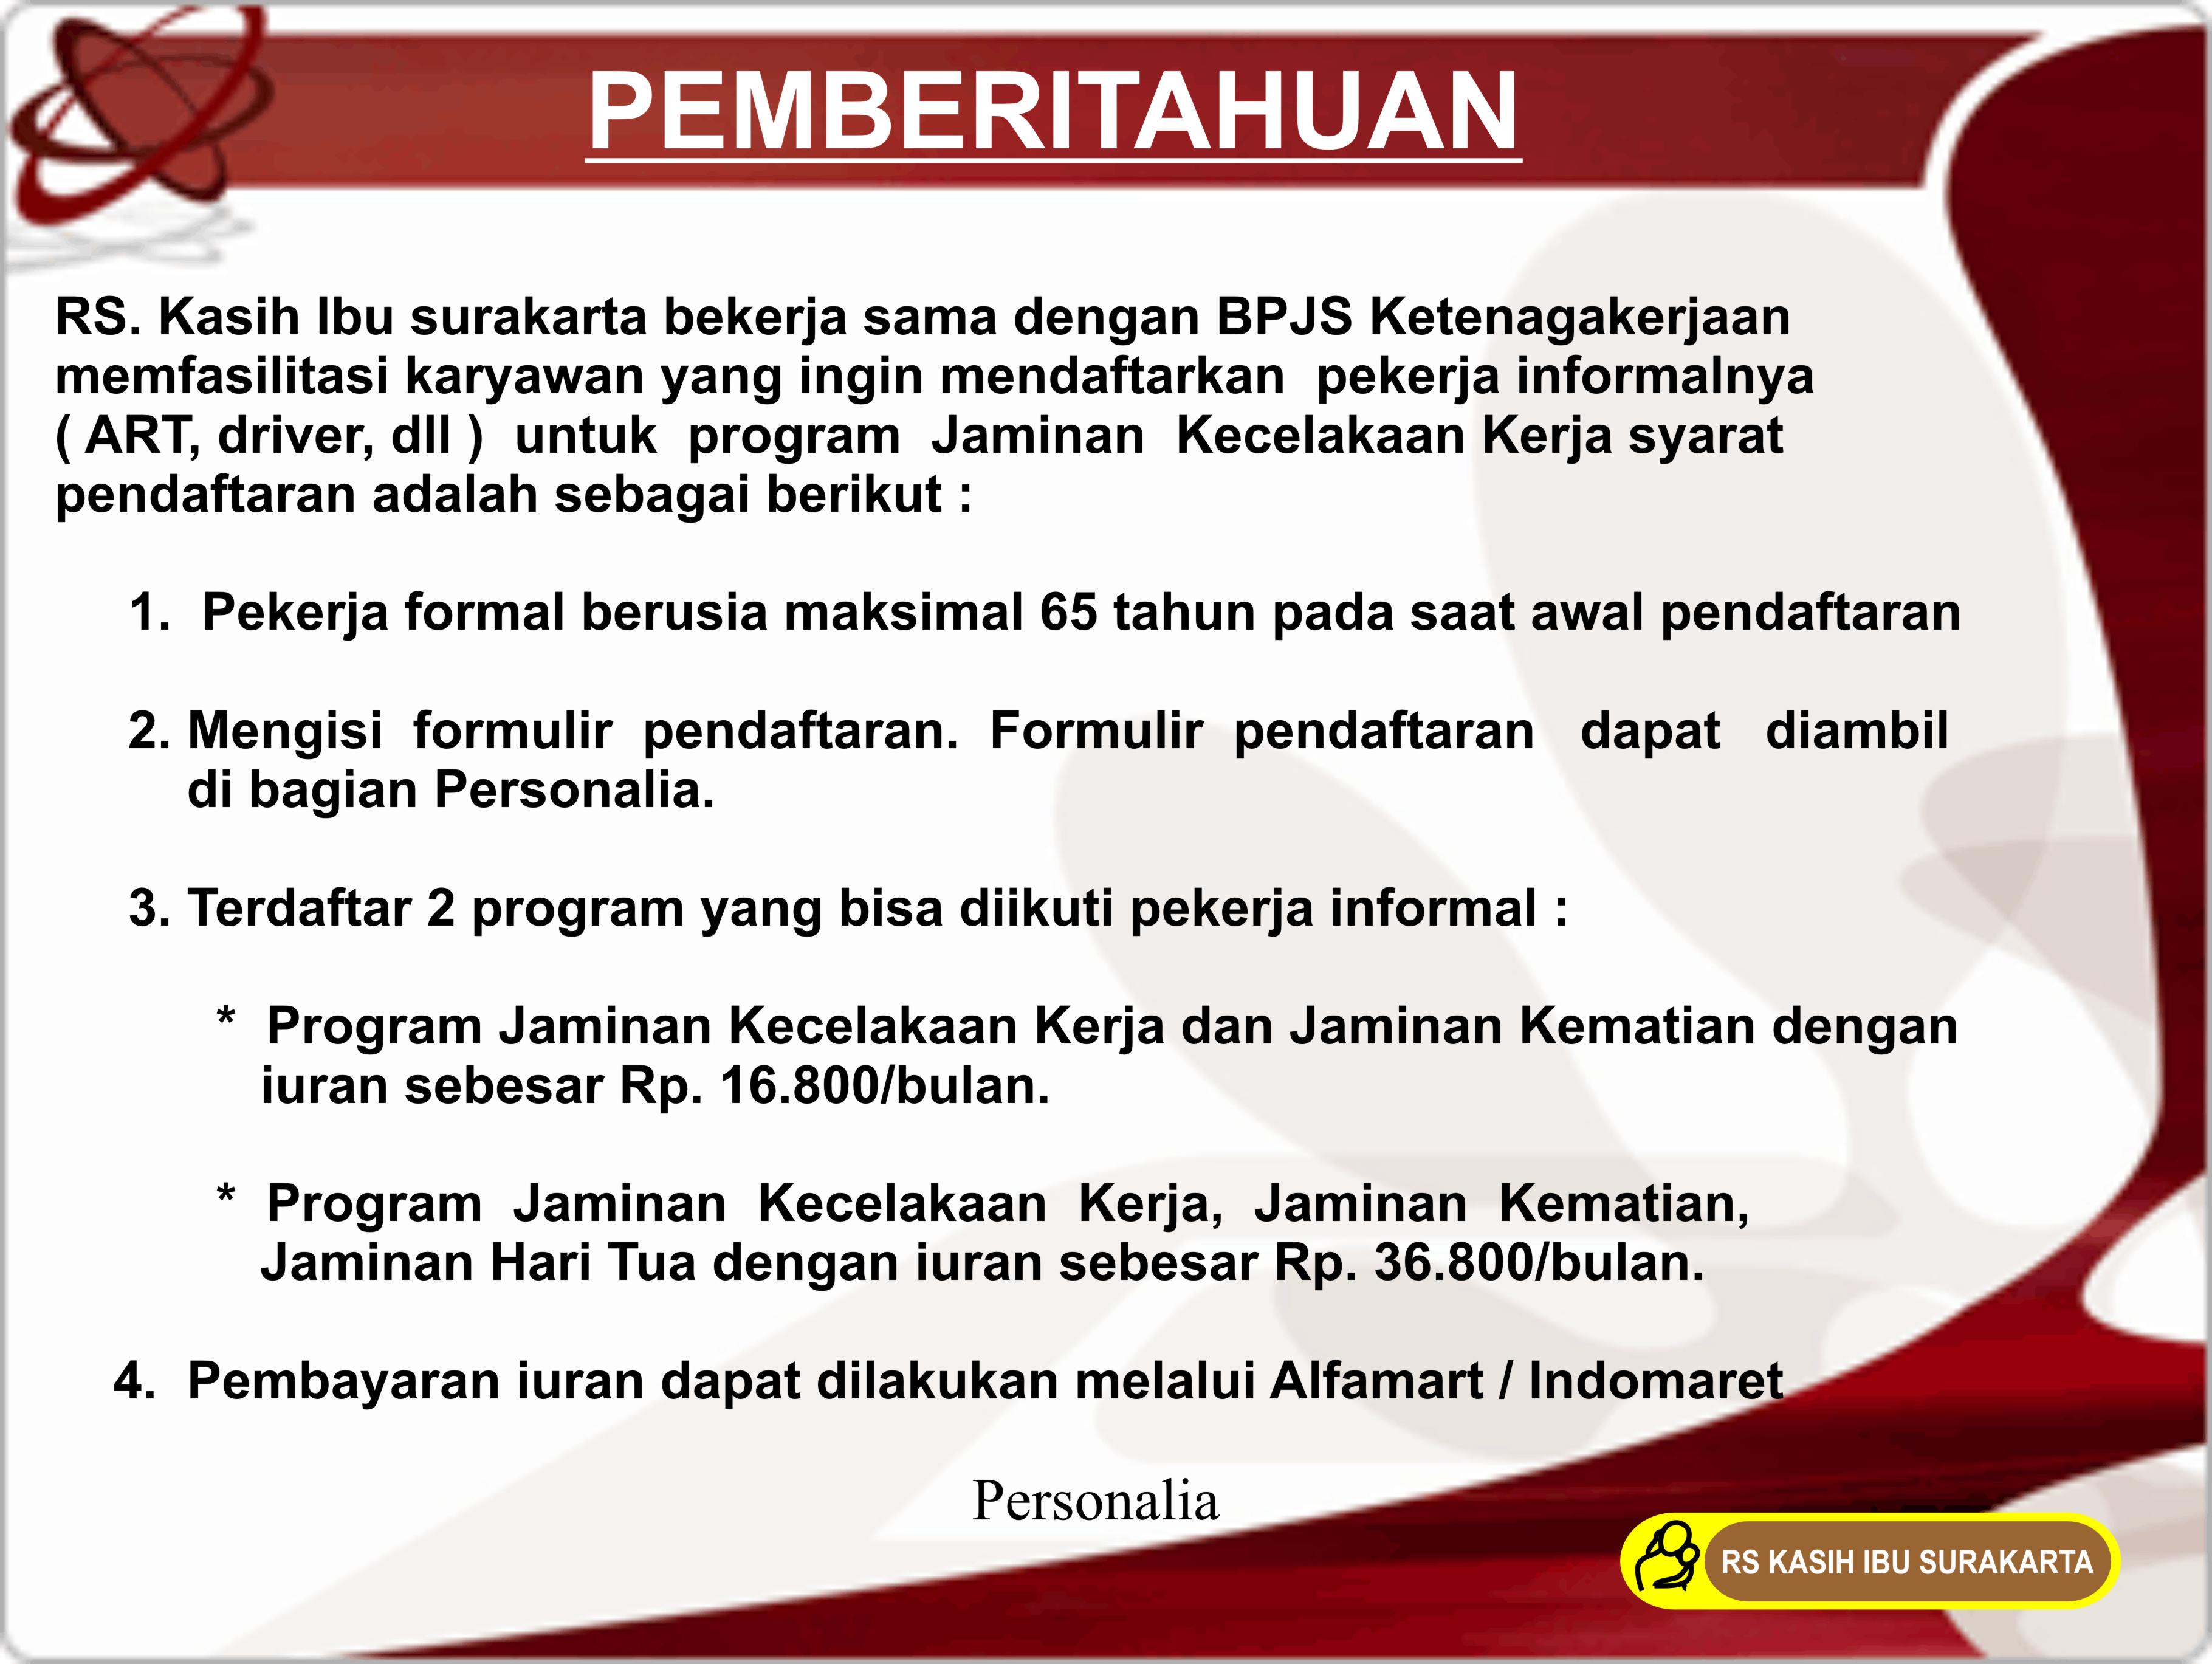 PEMBERITAHUAN
RS. Kasih Ibu surakarta bekerja sama dengan BPJS Ketenagakerjaan
memfasilitasi karyawan yang ingin mendaftarkan pekerja informalnya
( ART, driver, dll ) untuk program Jaminan Kecelakaan Kerja syarat
pendaftaran adalah sebagai berikut :
1. Pekerja formal berusia maksimal 65 tahun pada saat awal pendaftaran
2. Mengisi formulir pendaftaran. Formulir pendaftaran dapat diambil
di bagian Personalia.
3. Terdaftar 2 program yang bisa diikuti pekerja informal :
* Program Jaminan Kecelakaan Kerja dan Jaminan Kematian dengan
iuran sebesar Rp. 16.800/bulan.
* Program Jaminan Kecelakaan Kerja, Jaminan Kematian,
Jaminan Hari Tua dengan iuran sebesar Rp. 36.800/bulan.
4. Pembayaran iuran dapat dilakukan melalui Alfamart / Indomaret
Personalia
RS KASIH IBU SURAKARTA